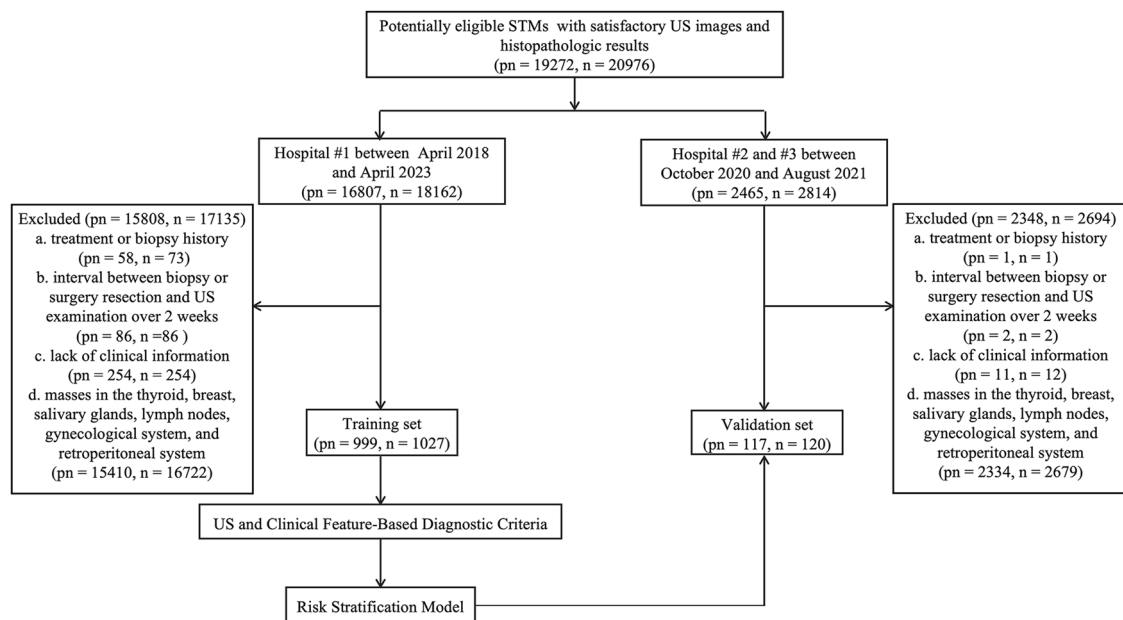 Potentially eligible STMs with satisfactory US images and
histopathologic results
(pn = 19272, n = 20976)
Hospital #1 between April 2018
and April 2023
(pn = 16807, n = 18162)
Hospital #2 and #3 between
October 2020 and August 2021
(pn = 2465, n = 2814)
Excluded (pn = 15808, n = 17135)
a. treatment or biopsy history
(pn = 58, n = 73)
b. interval between biopsy or
surgery resection and US
examination over 2 weeks
(pn = 86, n =86 )
c. lack of clinical information
(pn = 254, n = 254)
d. masses in the thyroid, breast,
salivary glands, lymph nodes,
gynecological system, and
retroperitoneal system
(pn = 15410, n = 16722)
Excluded (pn = 2348, n = 2694)
a. treatment or biopsy history
(pn = 1, n = 1)
b. interval between biopsy or
surgery resection and US
examination over 2 weeks
(pn = 2, n = 2)
c. lack of clinical information
(pn = 11, n = 12)
d. masses in the thyroid, breast,
salivary glands, lymph nodes,
gynecological system, and
retroperitoneal system
(pn = 2334, n = 2679)
Training set
(pn = 999, n = 1027)
Validation set
(pn = 117, n = 120)
US and Clinical Feature-Based Diagnostic Criteria
Risk Stratification Model